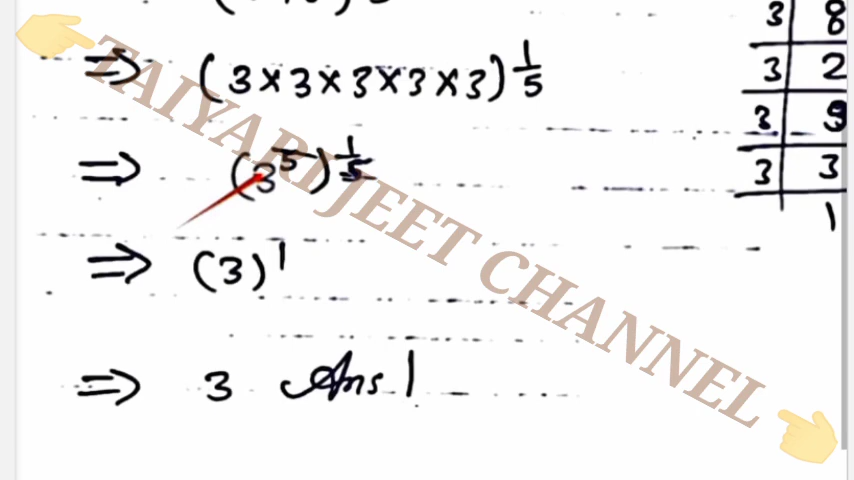 ⇒ (3×3×3×3×3)^1/5
⇒ (3^5)^1/5
⇒ (3)^1
⇒ 3 Ans
3 | 8
3 | 2
3 | 9
3 | 3
1
TAIYARI JEET CHANNEL